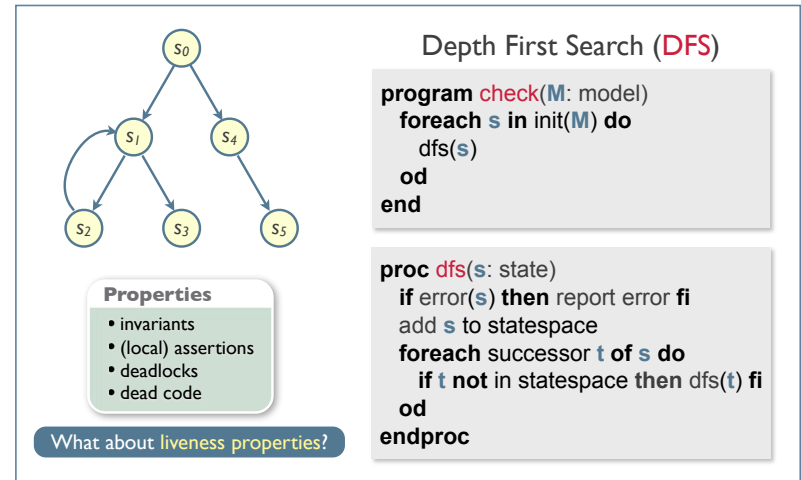 s0
s1
s4
s2
s3
s5
Properties
• invariants
• (local) assertions
• deadlocks
• dead code
What about liveness properties?
Depth First Search (DFS)
program check(M: model)
foreach s in init(M) do
dfs(s)
od
end
proc dfs(s: state)
if error(s) then report error fi
add s to statespace
foreach successor t of s do
if t not in statespace then dfs(t) fi
od
endproc